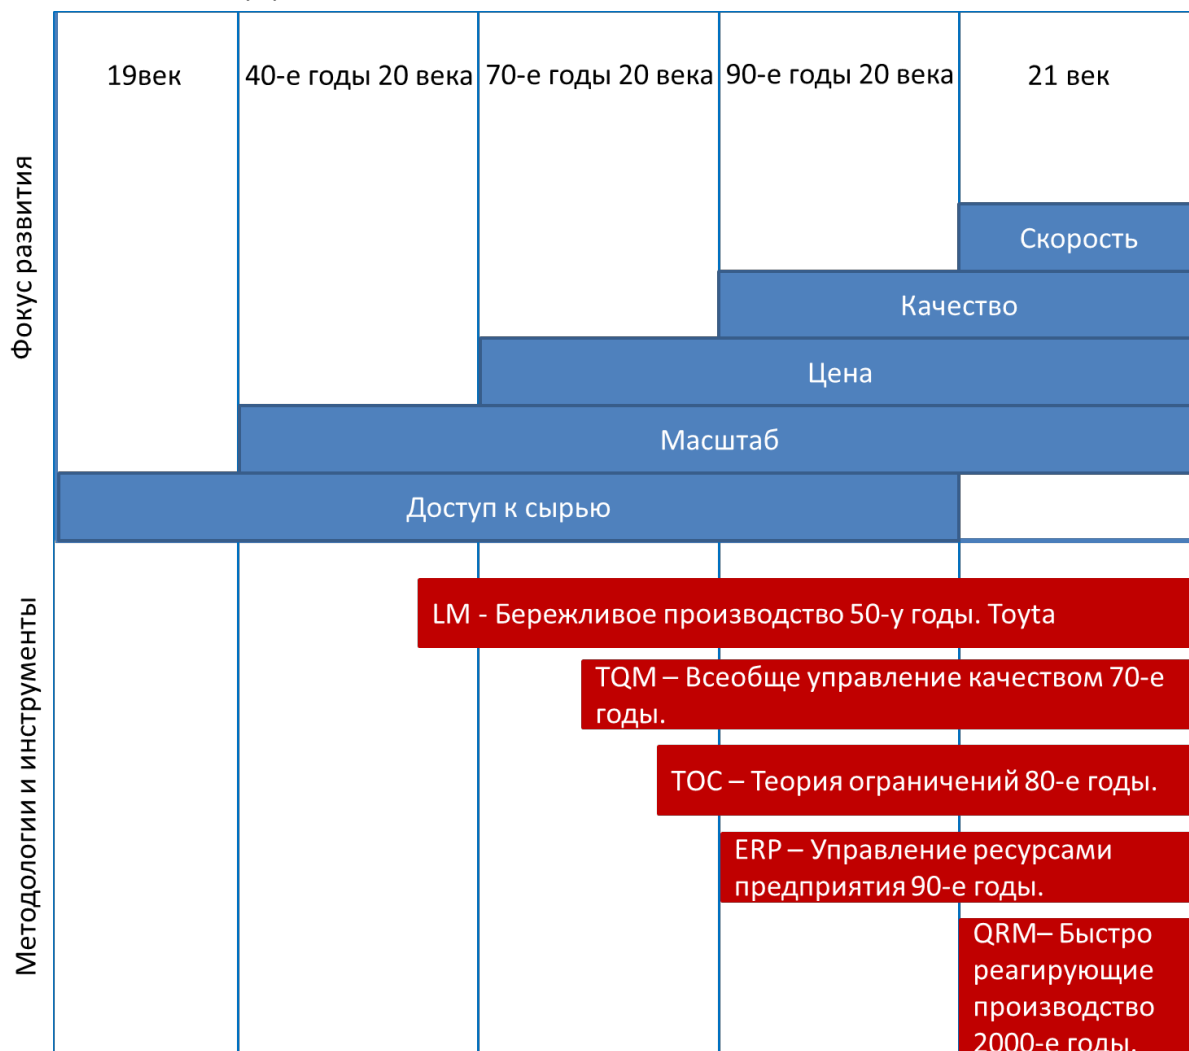 19век
40-е годы 20 века
70-е годы 20 века
90-е годы 20 века
21 век
Фокус развития
Скорость
Качество
Цена
Масштаб
Доступ к сырью
Методологии и инструменты
LM - Бережливое производство 50-у годы. Toyta
TQM – Всеобще управление качеством 70-е
годы.
ТОС – Теория ограничений 80-е годы.
ERP – Управление ресурсами
предприятия 90-е годы.
QRM– Быстро
реагирующие
производство
2000-е годы.